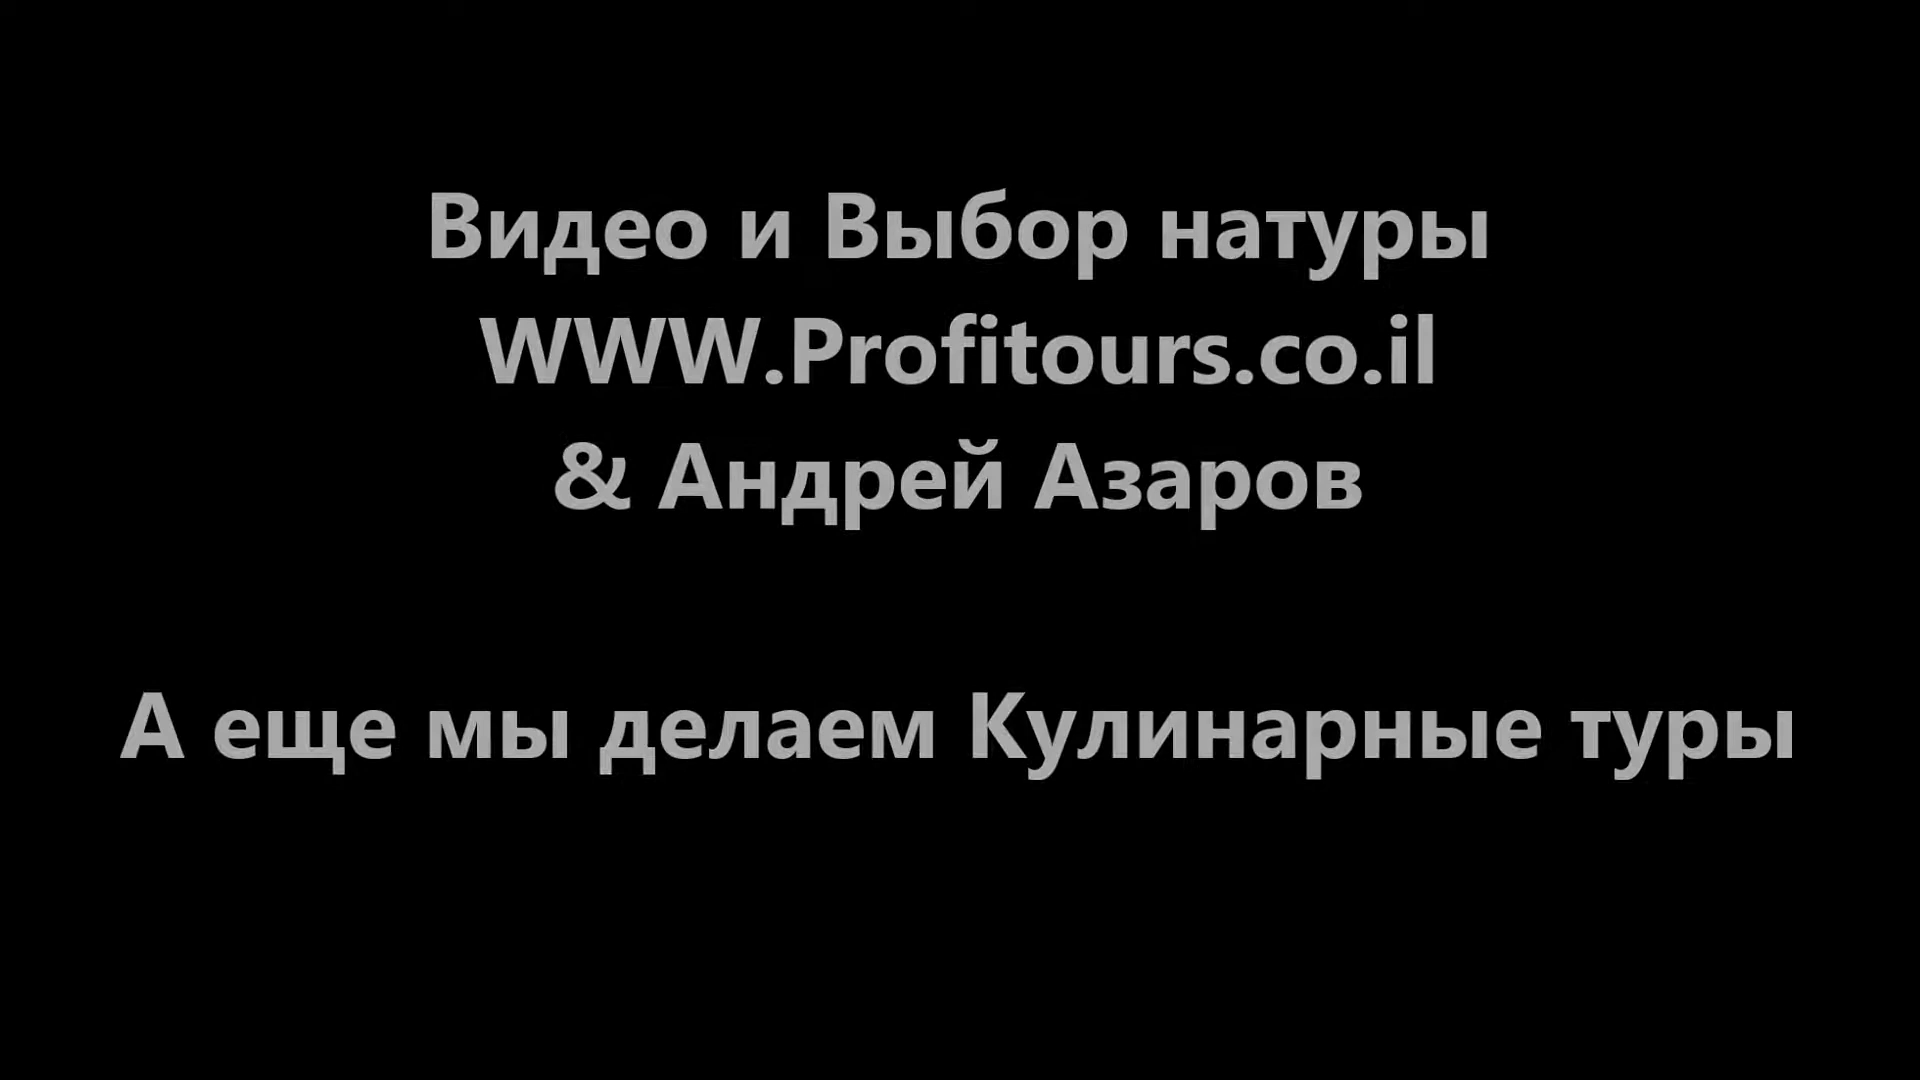 Видео и Выбор натуры
WWW.Profitours.co.il
& Андрей Азаров
А еще мы делаем Кулинарные туры